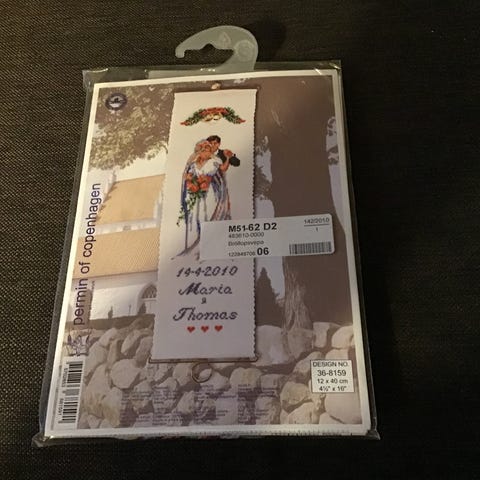 permin of copenhagen
M51-62 D2
483610-0000
Bröllopsvepa
122849706 06
142/2010
1
14-4-2010
Maria
&
Thomas
DESIGN NO.
36-8159
12 x 40 cm
4½" x 16"